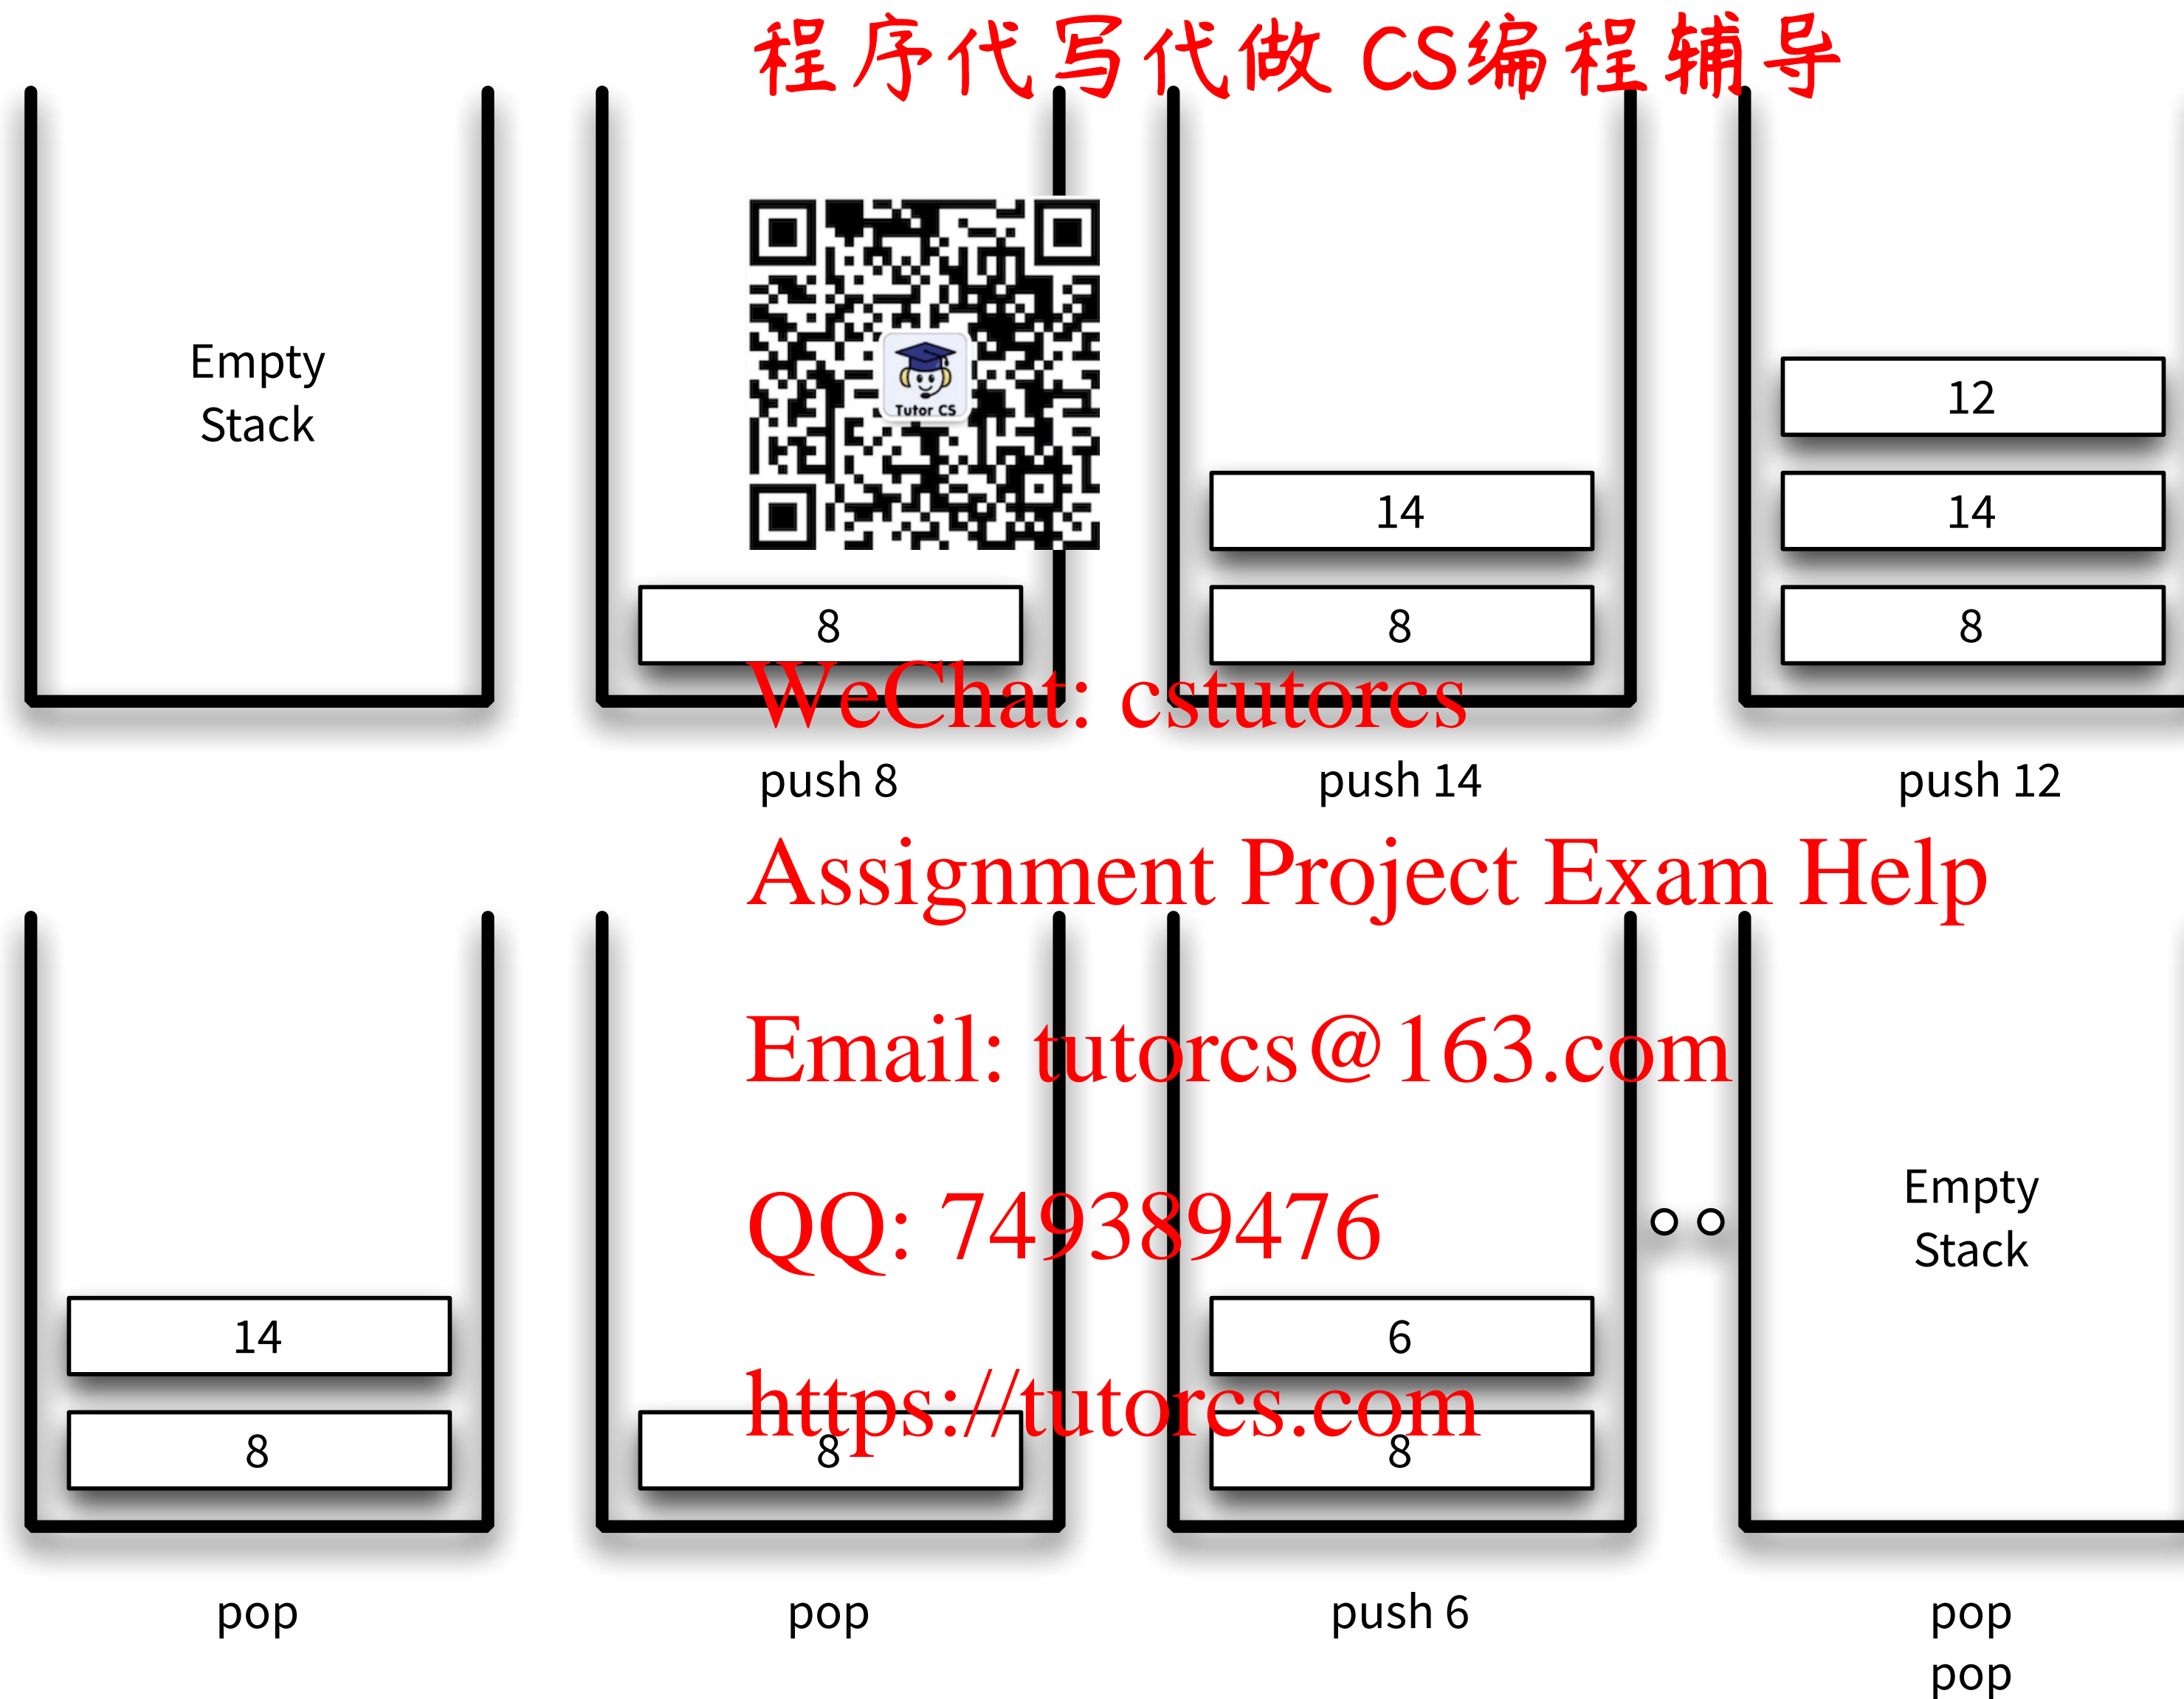 程序代写代做 CS编程辅导
Empty
Stack
Tutor CS
8
14
8
12
14
8
WeChat: cstutorcs
push 8
push 14
push 12
Assignment Project Exam Help
Email: tutorcs@163.com
QQ: 749389476
Empty
Stack
14
8
8
6
8
https://tutorcs.com
pop
pop
push 6
pop
pop